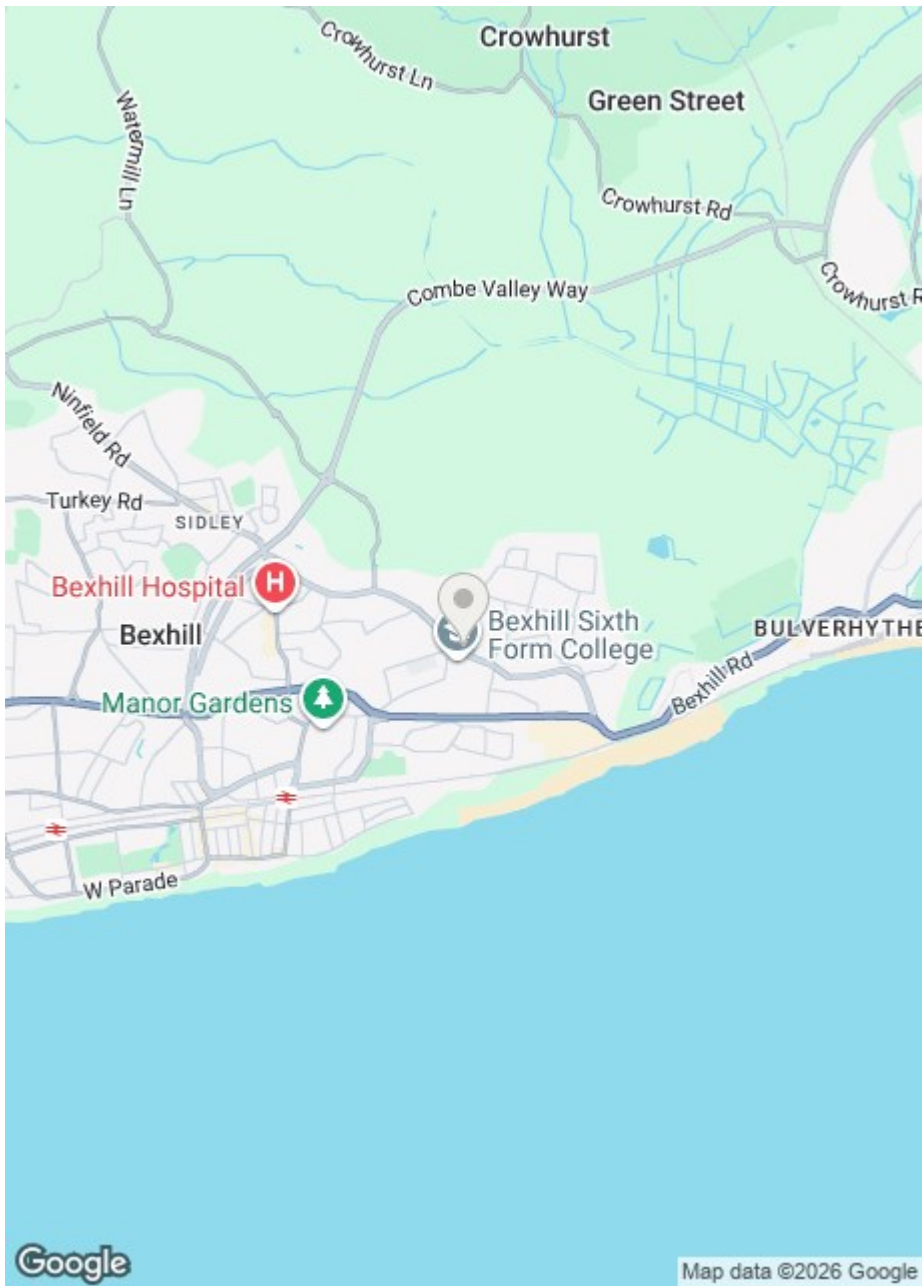 Crowhurst
Crowhurst Ln
Green Street
Watermill Ln
Crowhurst Rd
Crowhurst R
Combe Valley Way
Ninfield Rd
Turkey Rd
SIDLEY
Bexhill Hospital
H
Bexhill
Bexhill Sixth
Form College
BULVERHYTHE
Bexhill Rd
Manor Gardens
W Parade
Google
Map data ©2026 Google